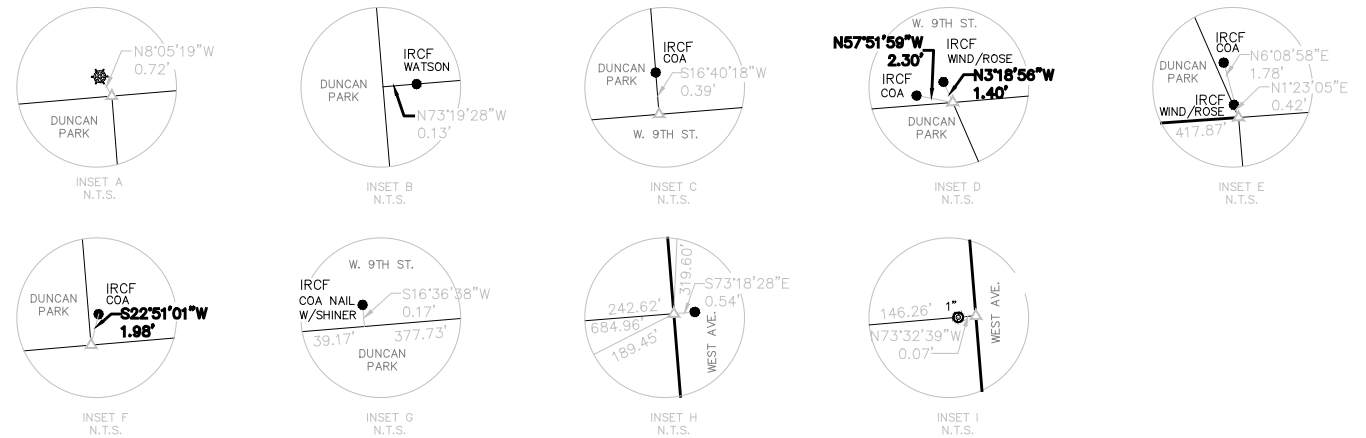 N8°05'19"W
0.72'
DUNCAN
PARK
INSET A
N.T.S.
IRCF
WATSON
DUNCAN
PARK
N73°19'28"W
0.13'
INSET B
N.T.S.
IRCF
COA
DUNCAN
PARK
S16°40'18"W
0.39'
W. 9TH ST.
INSET C
N.T.S.
W. 9TH ST.
N57°51'59"W
2.30'
IRCF
WIND/ROSE
IRCF
COA
N3°18'56"W
1.40'
DUNCAN
PARK
INSET D
N.T.S.
IRCF
COA
N6°08'58"E
1.78'
DUNCAN
PARK
N1°23'05"E
0.42'
IRCF
WIND/ROSE
417.87'
INSET E
N.T.S.
DUNCAN
PARK
IRCF
COA
S22°51'01"W
1.98'
INSET F
N.T.S.
W. 9TH ST.
IRCF
COA NAIL
W/SHINER
S16°36'38"W
0.17'
39.17'
377.73'
DUNCAN
PARK
INSET G
N.T.S.
319.60'
S73°18'28"E
0.54'
242.62'
684.96'
189.45'
WEST AVE.
INSET H
N.T.S.
146.26'
1"
WEST AVE.
N73°32'39"W
0.07'
INSET I
N.T.S.